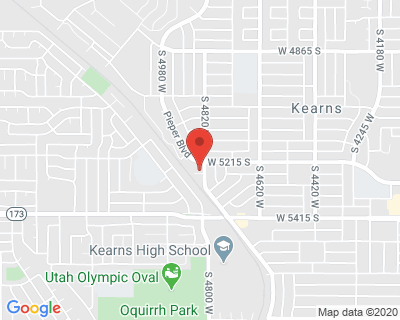 W 4865 S
S 4180 W
S 4980 W
S 4820
Kearns
Pieper Blvd
S 4245 W
W 5215 S
S 4620 W
S 4420 W
173
W 5415 S
Kearns High School
Utah Olympic Oval
Oquirrh Park
S 4800 W
Google
Map data ©2020